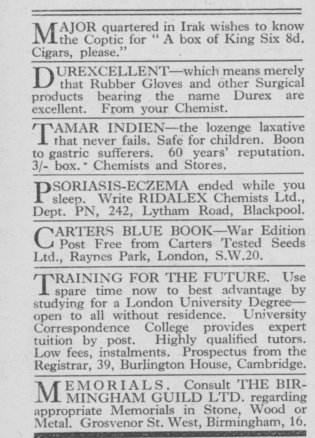 MAJOR quartered in Irak wishes to know
the Coptic for “ A box of King Six 8d.
Cigars, please.”
DUREXCELLENT—which means merely
that Rubber Gloves and other Surgical
products bearing the name Durex are
excellent. From your Chemist.
TAMAR INDIEN—the lozenge laxative
that never fails. Safe for children. Boon
to gastric sufferers. 60 years' reputation.
3/- box. Chemists and Stores.
PSORIASIS-ECZEMA ended while you
sleep. Write RIDALEX Chemists Ltd.,
Dept. PN, 242, Lytham Road, Blackpool.
CARTERS BLUE BOOK—War Edition
Post Free from Carters Tested Seeds
Ltd., Raynes Park, London, S.W.20.
TRAINING FOR THE FUTURE. Use
spare time now to best advantage by
studying for a London University Degree—
open to all without residence. University
Correspondence College provides expert
tuition by post. Highly qualified tutors.
Low fees, instalments. Prospectus from the
Registrar, 39, Burlington House, Cambridge.
MEMORIALS. Consult THE BIR-
MINGHAM GUILD LTD. regarding
appropriate Memorials in Stone, Wood or
Metal. Grosvenor St. West, Birmingham, 16.